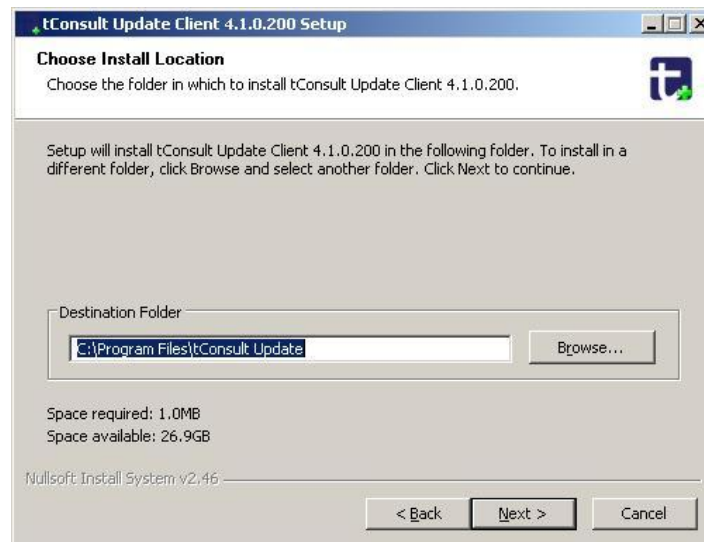 tConsult Update Client 4.1.0.200 Setup
Choose Install Location
Choose the folder in which to install tConsult Update Client 4.1.0.200.
t
Setup will install tConsult Update Client 4.1.0.200 in the following folder. To install in a
different folder, click Browse and select another folder. Click Next to continue.
Destination Folder
C:\Program Files\tConsult Update
Browse...
Space required: 1.0MB
Space available: 26.9GB
Nullsoft Install System v2.46
< Back
Next >
Cancel